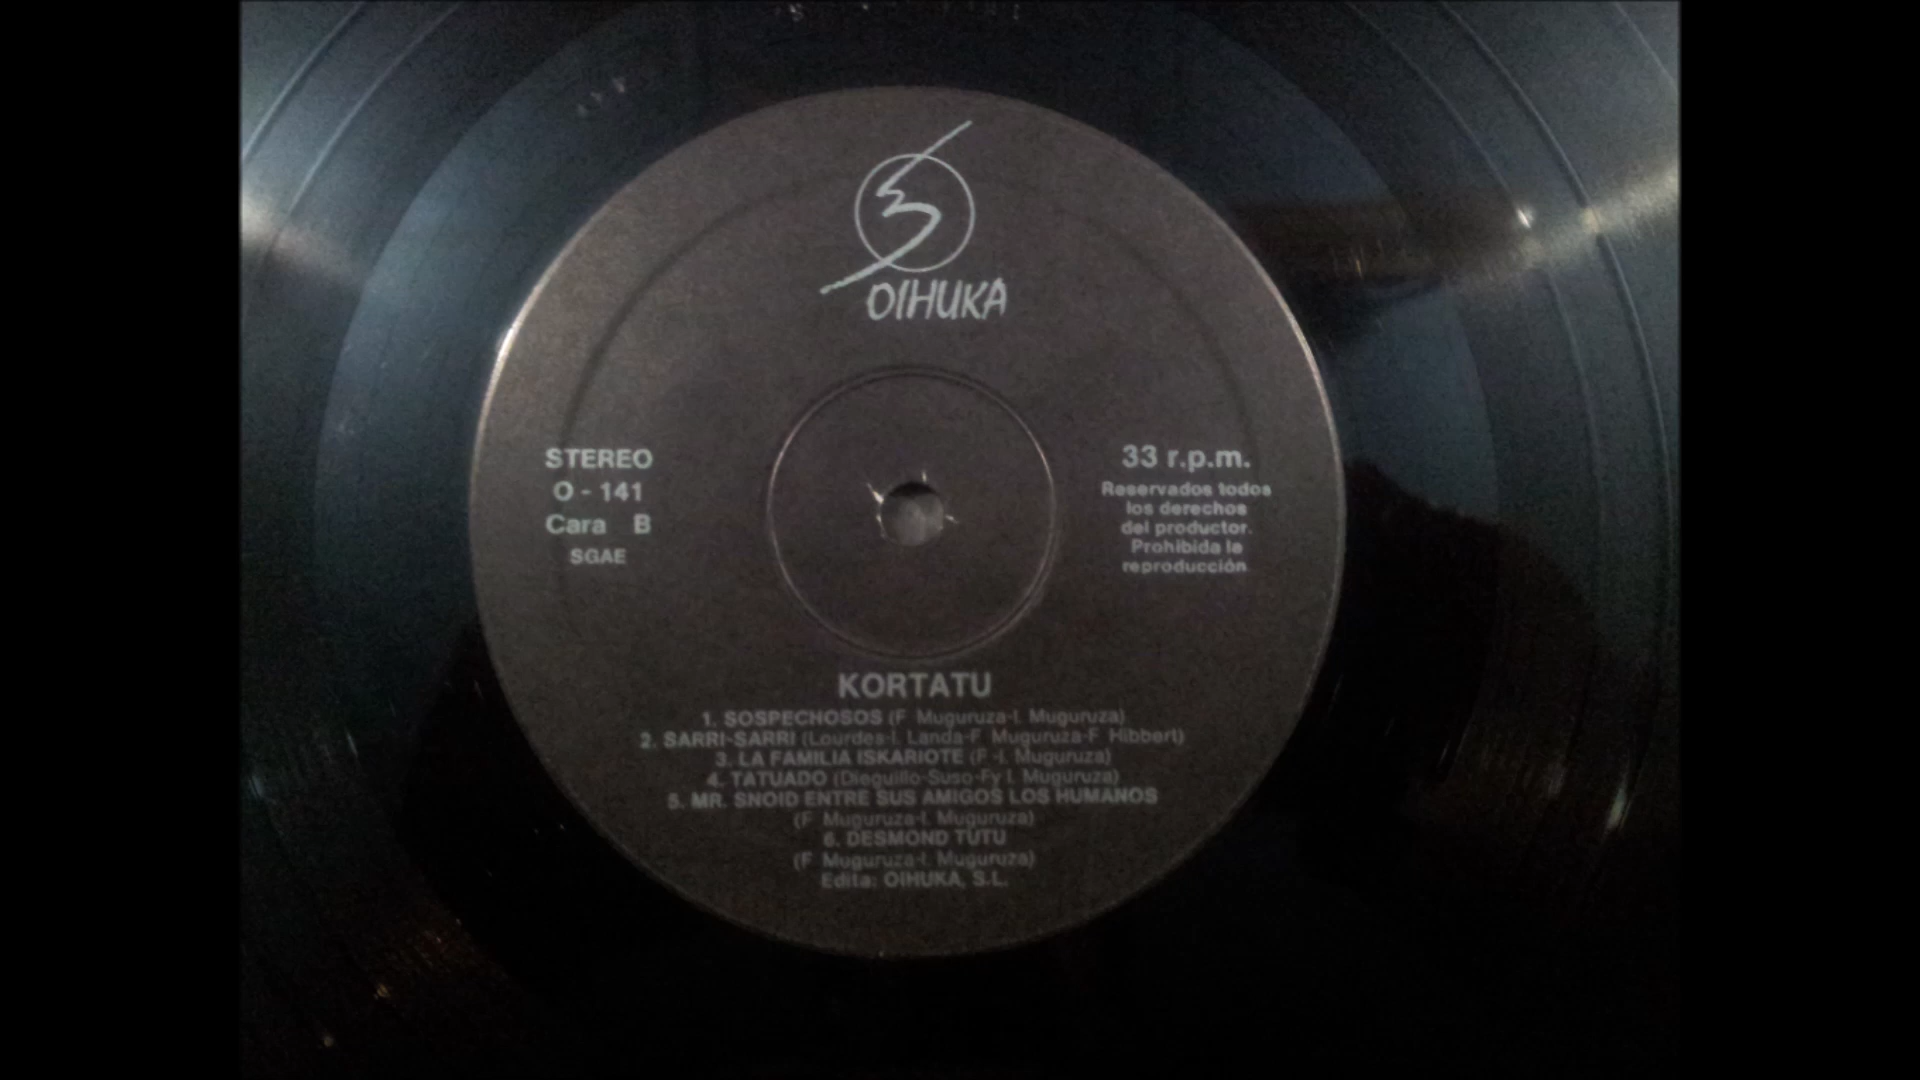 OIHUKA
STEREO
O - 141
Cara B
SGAE
33 r.p.m.
Reservados todos
los derechos
del productor.
Prohibida la
reproducción
KORTATU
1. SOSPECHOSOS (F Muguruza-I. Muguruza)
2. SARRI-SARRI (Lourdes-I. Landa-F Muguruza-F Hibbert)
3. LA FAMILIA ISKARIOTE (F -I. Muguruza)
4. TATUADO (Dieguillo-Suso-F y I. Muguruza)
5. MR. SNOID ENTRE SUS AMIGOS LOS HUMANOS
(F Muguruza-I. Muguruza)
6. DESMOND TUTU
(F Muguruza-I. Muguruza)
Edita: OIHUKA, S.L.